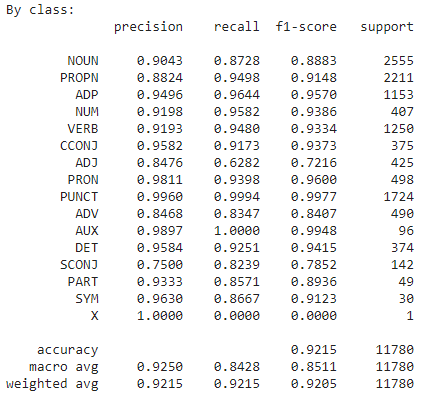 By class:
precision recall f1-score support
NOUN 0.9043 0.8728 0.8883 2555
PROPN 0.8824 0.9498 0.9148 2211
ADP 0.9496 0.9644 0.9570 1153
NUM 0.9198 0.9582 0.9386 407
VERB 0.9193 0.9480 0.9334 1250
CCONJ 0.9582 0.9173 0.9373 375
ADJ 0.8476 0.6282 0.7216 425
PRON 0.9811 0.9398 0.9600 498
PUNCT 0.9960 0.9994 0.9977 1724
ADV 0.8468 0.8347 0.8407 490
AUX 0.9897 1.0000 0.9948 96
DET 0.9584 0.9251 0.9415 374
SCONJ 0.7500 0.8239 0.7852 142
PART 0.9333 0.8571 0.8936 49
SYM 0.9630 0.8667 0.9123 30
X 1.0000 0.0000 0.0000 1
accuracy 0.9215 11780
macro avg 0.9250 0.8428 0.8511 11780
weighted avg 0.9215 0.9215 0.9205 11780